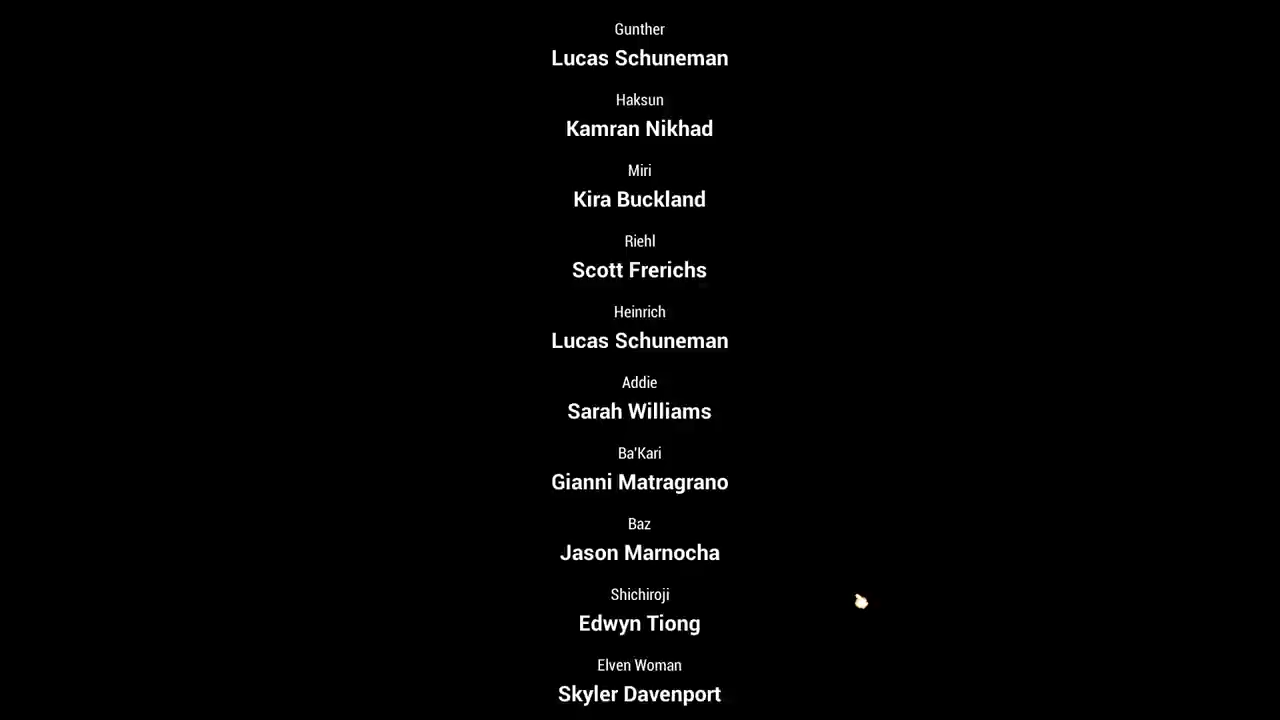 Gunther
Lucas Schuneman
Haksun
Kamran Nikhad
Miri
Kira Buckland
Riehl
Scott Frerichs
Heinrich
Lucas Schuneman
Addie
Sarah Williams
Ba'Kari
Gianni Matragrano
Baz
Jason Marnocha
Shichiroji
Edwyn Tiong
Elven Woman
Skyler Davenport